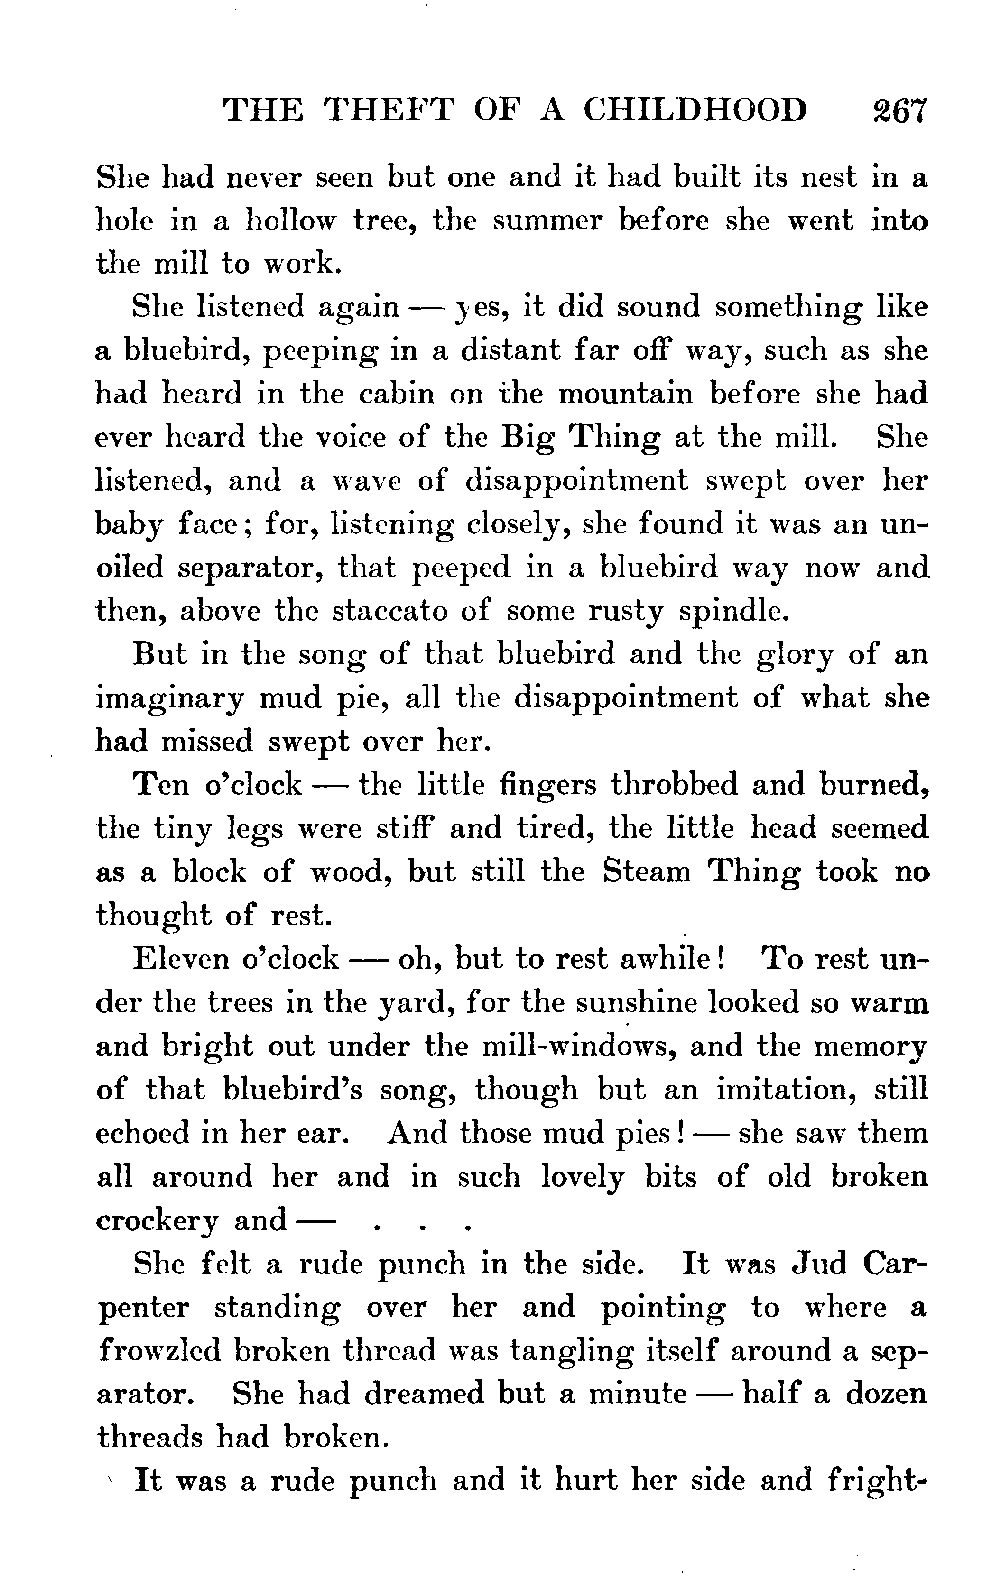 THE THEFT OF A CHILDHOOD 267
She had never seen but one and it had built its nest in a
hole in a hollow tree, the summer before she went into
the mill to work.
She listened again — yes, it did sound something like
a bluebird, peeping in a distant far off way, such as she
had heard in the cabin on the mountain before she had
ever heard the voice of the Big Thing at the mill. She
listened, and a wave of disappointment swept over her
baby face; for, listening closely, she found it was an un-
oiled separator, that peeped in a bluebird way now and
then, above the staccato of some rusty spindle.
But in the song of that bluebird and the glory of an
imaginary mud pie, all the disappointment of what she
had missed swept over her.
Ten o'clock — the little fingers throbbed and burned,
the tiny legs were stiff and tired, the little head seemed
as a block of wood, but still the Steam Thing took no
thought of rest.
Eleven o'clock — oh, but to rest awhile! To rest un-
der the trees in the yard, for the sunshine looked so warm
and bright out under the mill-windows, and the memory
of that bluebird's song, though but an imitation, still
echoed in her ear. And those mud pies! — she saw them
all around her and in such lovely bits of old broken
crockery and — . . .
She felt a rude punch in the side. It was Jud Car-
penter standing over her and pointing to where a
frowzled broken thread was tangling itself around a sep-
arator. She had dreamed but a minute — half a dozen
threads had broken.
It was a rude punch and it hurt her side and fright-